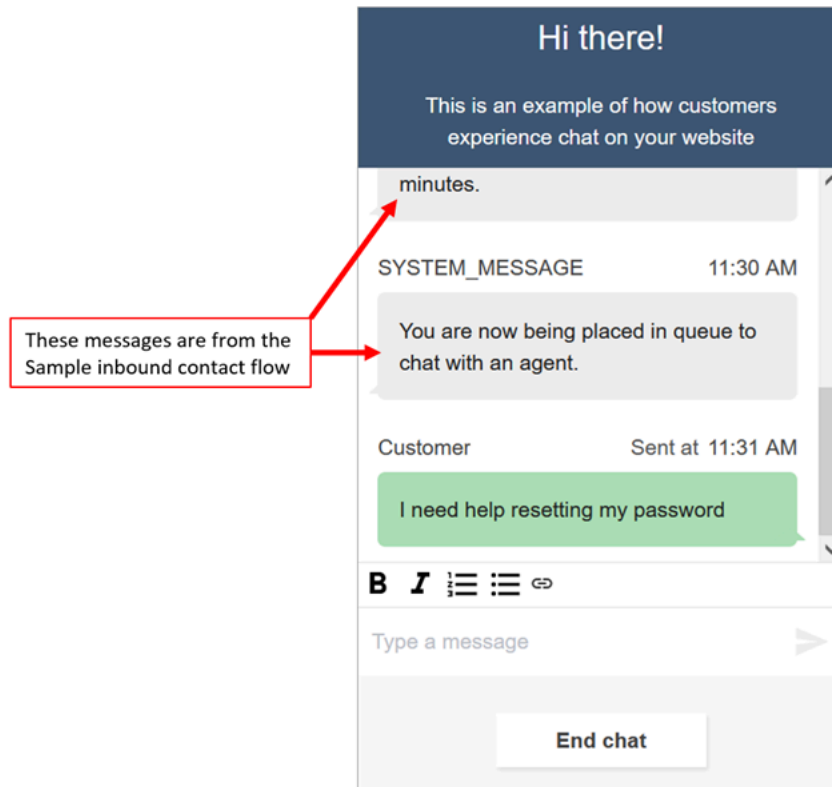 Hi there!
This is an example of how customers
experience chat on your website
minutes.
SYSTEM_MESSAGE 11:30 AM
These messages are from the
Sample inbound contact flow
You are now being placed in queue to
chat with an agent.
Customer Sent at 11:31 AM
I need help resetting my password
B I
Type a message
End chat